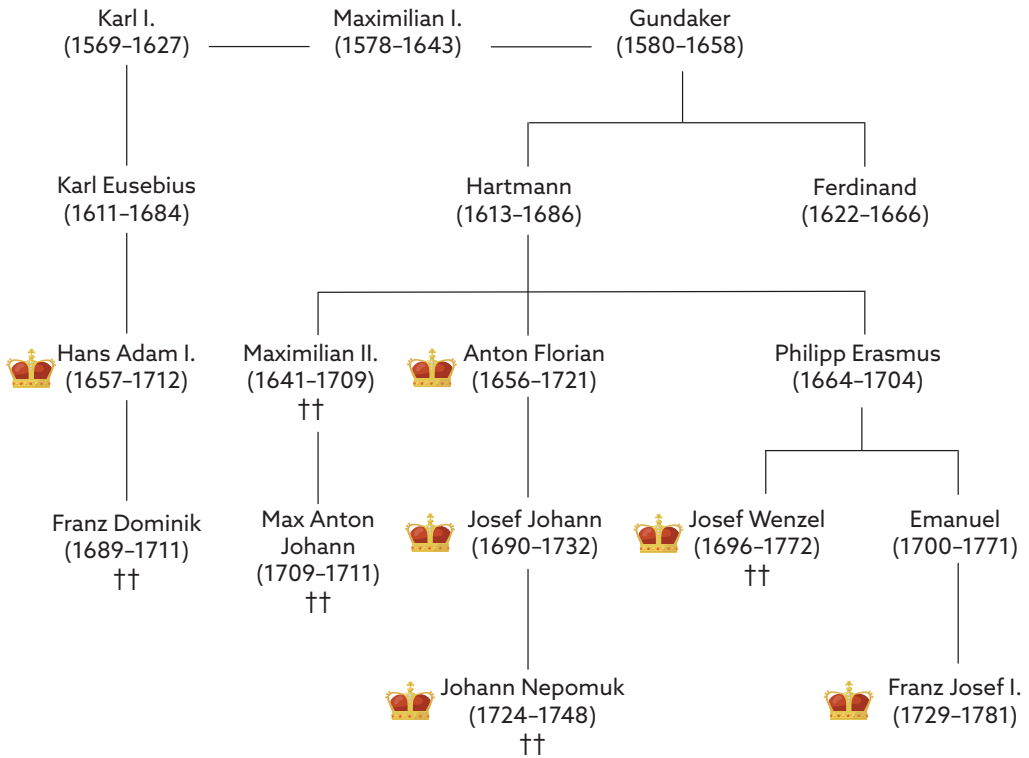 Karl I.
(1569–1627)
Maximilian I.
(1578–1643)
Gundaker
(1580–1658)
Karl Eusebius
(1611–1684)
Hartmann
(1613–1686)
Ferdinand
(1622–1666)
Hans Adam I.
(1657–1712)
Maximilian II.
(1641–1709)
††
Anton Florian
(1656–1721)
Philipp Erasmus
(1664–1704)
Franz Dominik
(1689–1711)
††
Max Anton
Johann
(1709–1711)
††
Josef Johann
(1690–1732)
Josef Wenzel
(1696–1772)
††
Emanuel
(1700–1771)
Johann Nepomuk
(1724–1748)
††
Franz Josef I.
(1729–1781)